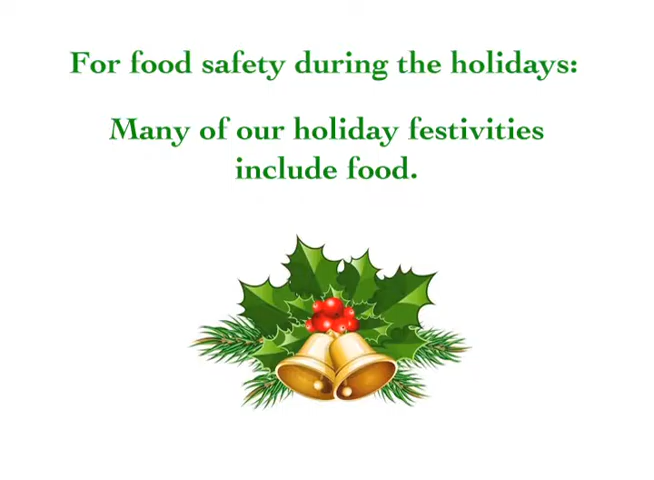 For food safety during the holidays:
Many of our holiday festivities
include food.